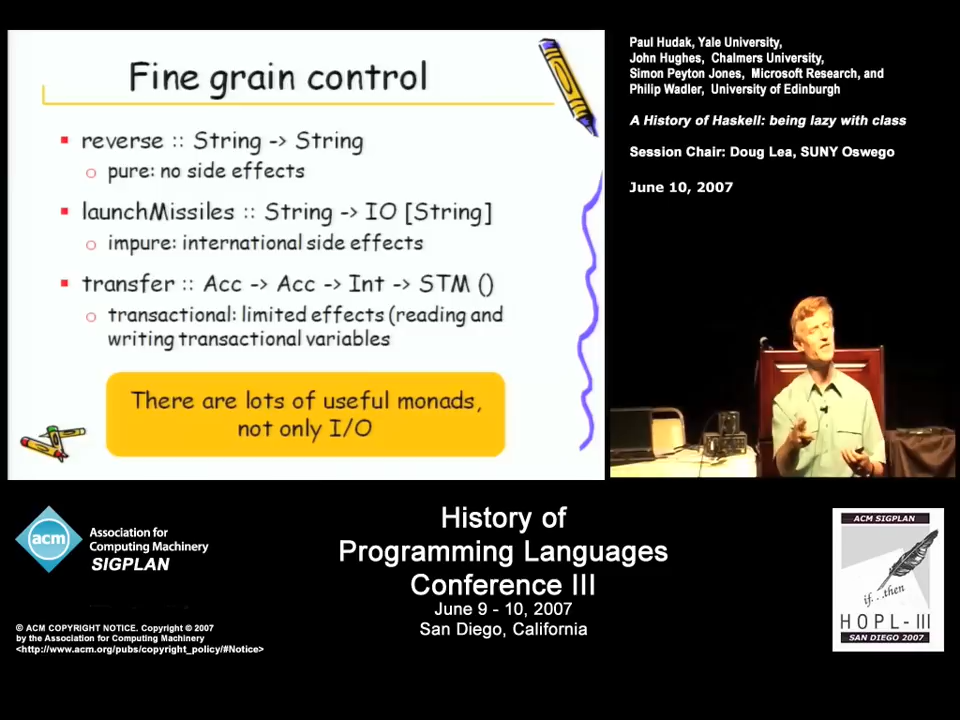 Fine grain control
▪ reverse :: String -> String
o pure: no side effects
▪ launchMissiles :: String -> IO [String]
o impure: international side effects
▪ transfer :: Acc -> Acc -> Int -> STM ()
o transactional: limited effects (reading and
writing transactional variables
There are lots of useful monads,
not only I/O
Paul Hudak, Yale University,
John Hughes, Chalmers University,
Simon Peyton Jones, Microsoft Research, and
Philip Wadler, University of Edinburgh
A History of Haskell: being lazy with class
Session Chair: Doug Lea, SUNY Oswego
June 10, 2007
acm
Association for
Computing Machinery
SIGPLAN
© ACM COPYRIGHT NOTICE. Copyright © 2007
by the Association for Computing Machinery
<http://www.acm.org/pubs/copyright_policy/#Notice>
History of
Programming Languages
Conference III
June 9 - 10, 2007
San Diego, California
ACM SIGPLAN
if...then
HOPL-III
SAN DIEGO 2007